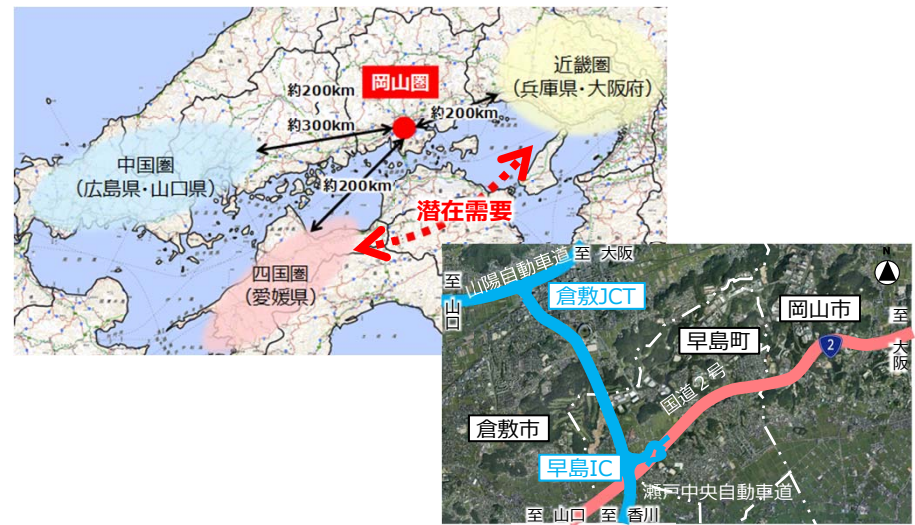 近畿圏
（兵庫県・大阪府）
岡山圏
約200km
～
約300km
約200km
中国圏
（広島県・山口県）
約200km
潜在需要
四国圏
（愛媛県）
至 大阪
山陽自動車道
至 山口
倉敷JCT
N
岡山市
早島町
2
至 大阪
国道２号
倉敷市
早島IC
瀬戸中央自動車道
至 山口
至 香川